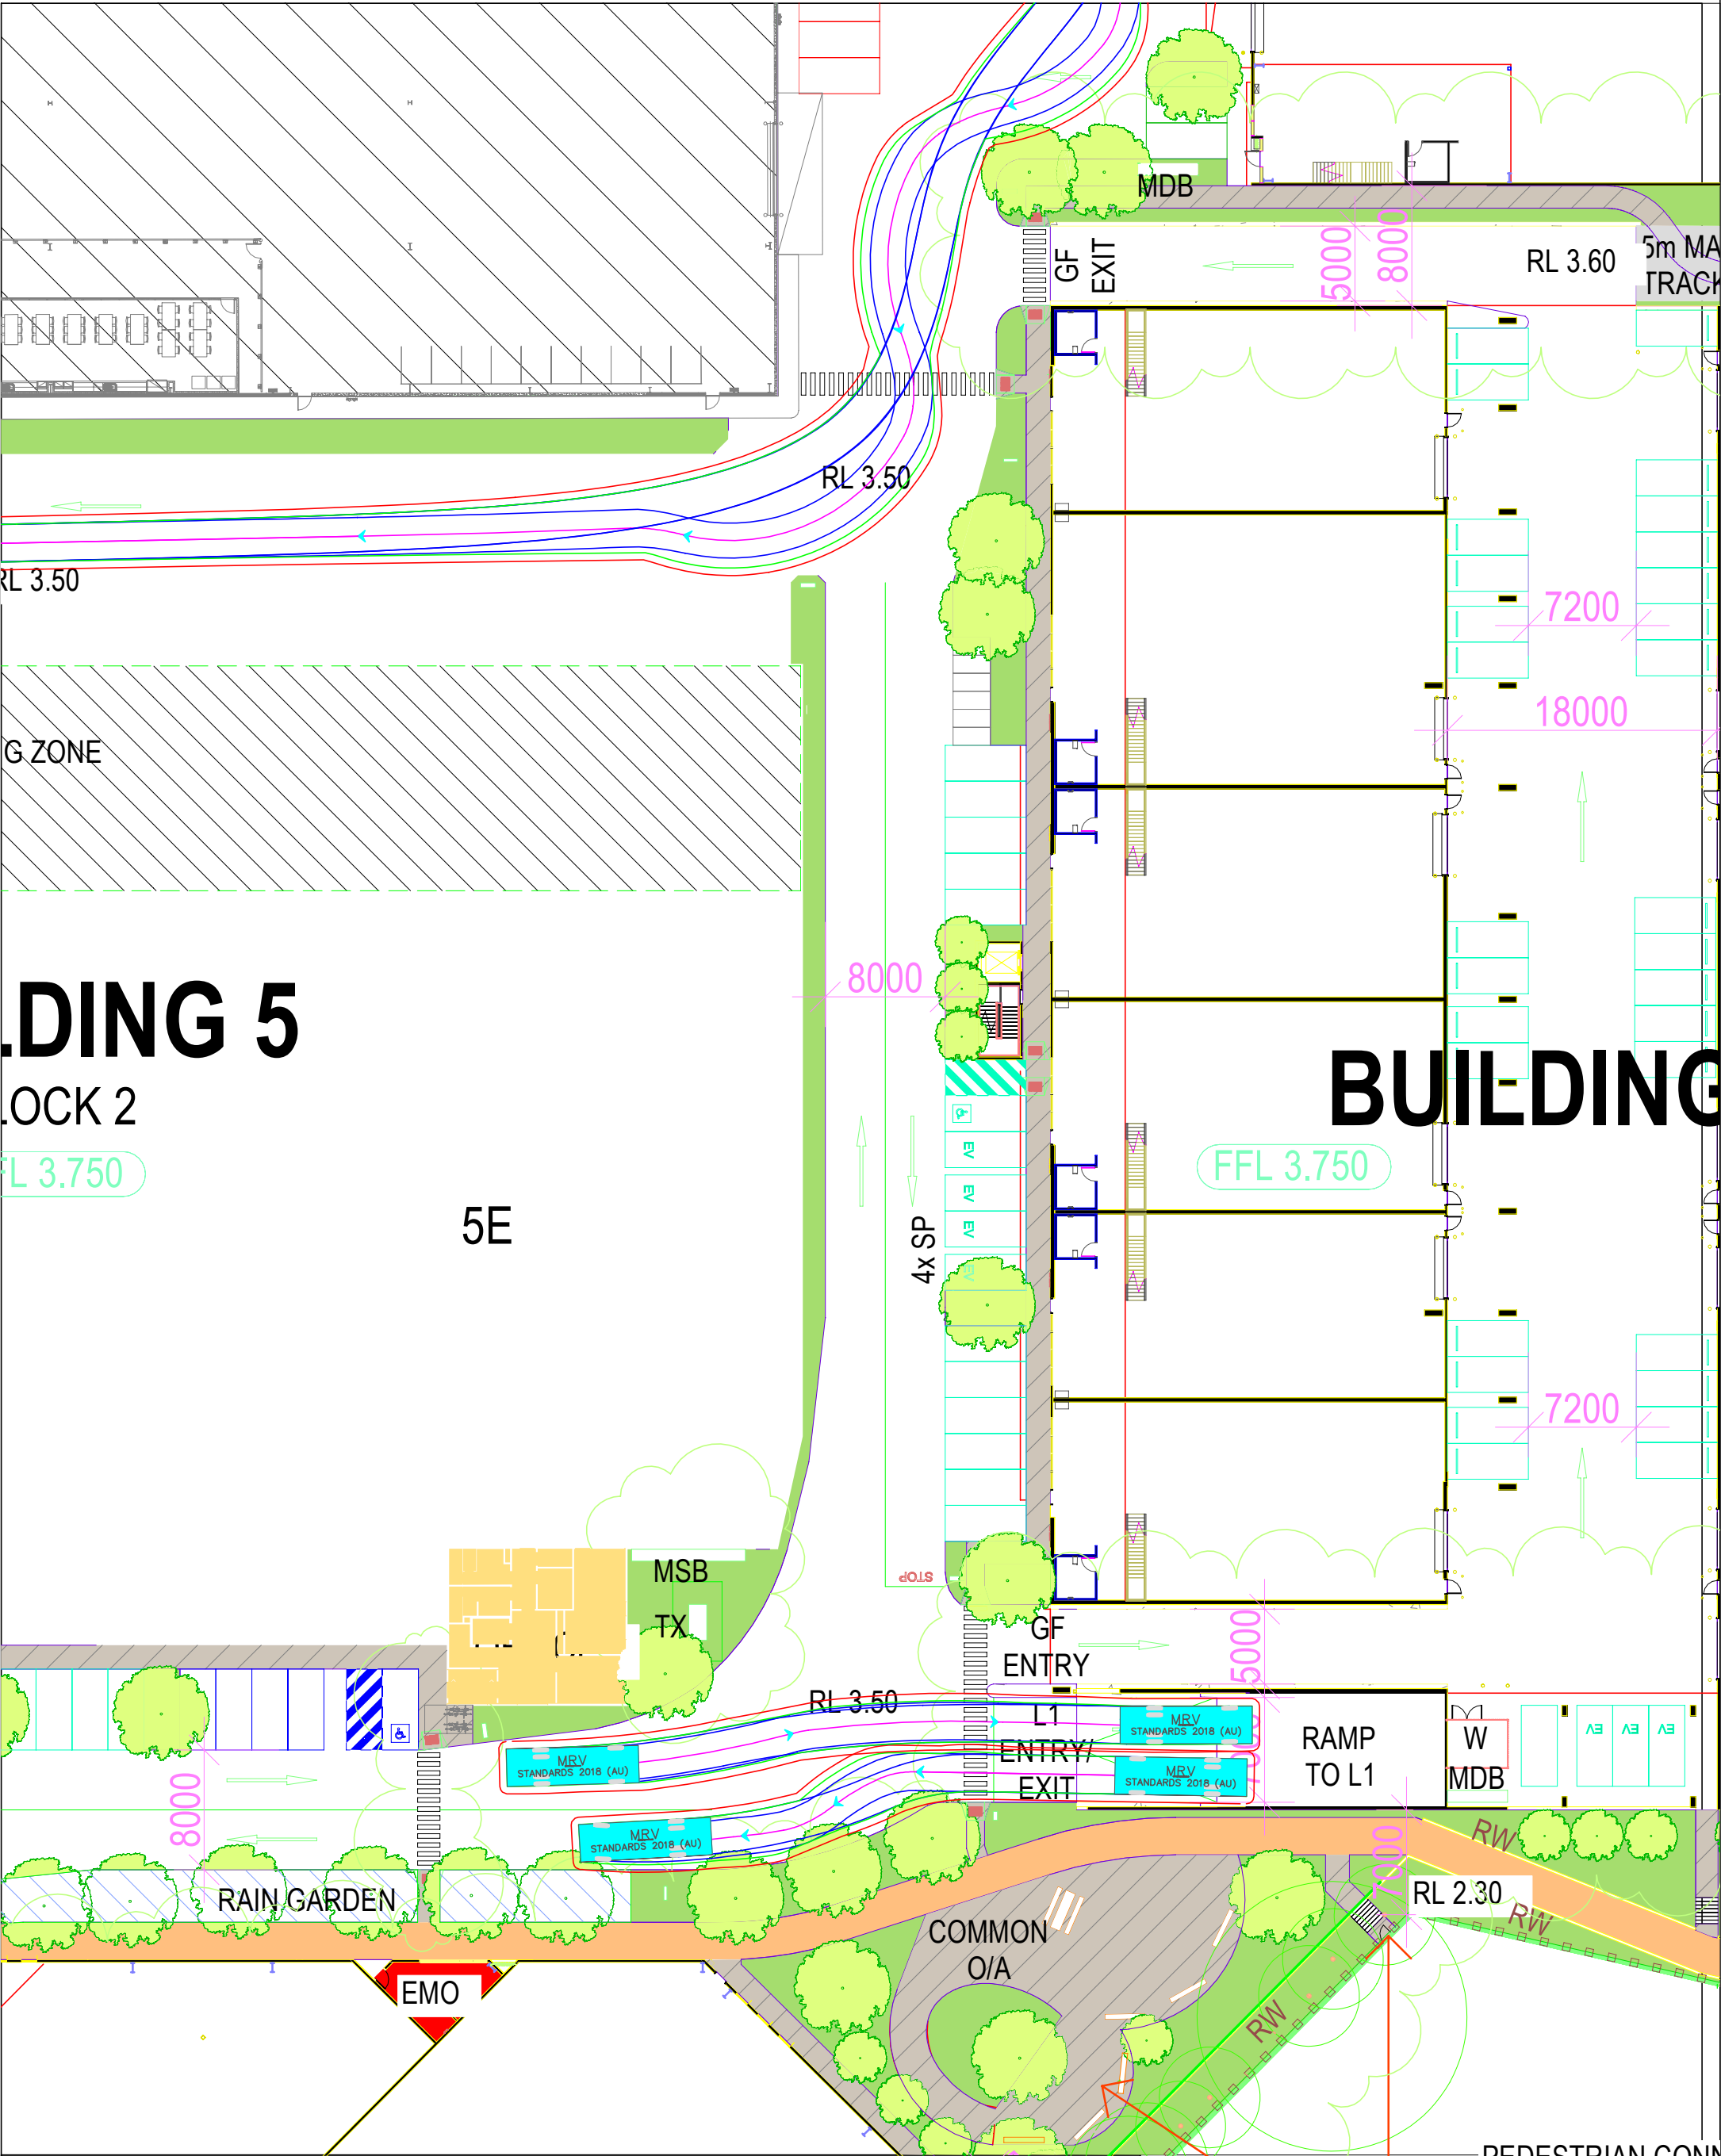 MDB
GF
EXIT
5000
8000
RL 3.60
5m MA
TRACK
RL 3.50
RL 3.50
7200
G ZONE
18000
8000
LDING 5
LOCK 2
FL 3.750
5E
BUILDING
FFL 3.750
EV
EV
EV
EV
4x SP
7200
STOP
MSB
TX
GF
ENTRY
5000
RL 3.50
L1
ENTRY/
EXIT
MRV
STANDARDS 2018 (AU)
MRV
STANDARDS 2018 (AU)
MRV
STANDARDS 2018 (AU)
MRV
STANDARDS 2018 (AU)
RAMP
TO L1
W
MDB
EV
EV
EV
8000
RAIN GARDEN
7000
RW
RL 2.30
RW
COMMON
O/A
EMO
RW